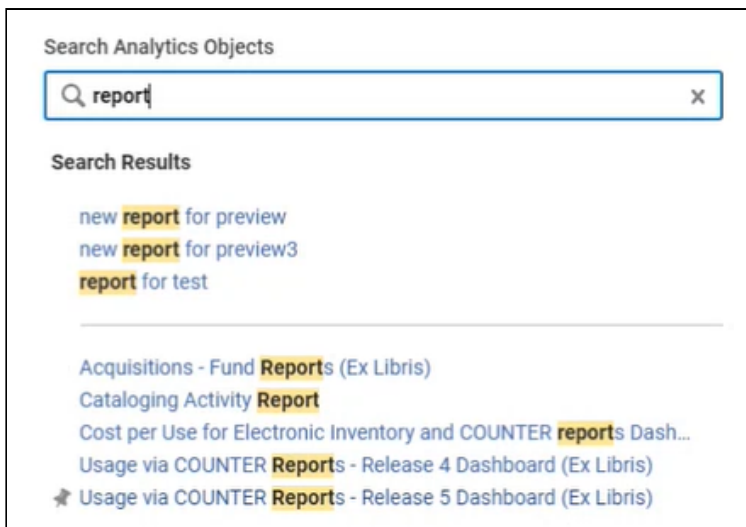 Search Analytics Objects
report
Search Results
new report for preview
new report for preview3
report for test
Acquisitions - Fund Reports (Ex Libris)
Cataloging Activity Report
Cost per Use for Electronic Inventory and COUNTER reports Dash...
Usage via COUNTER Reports - Release 4 Dashboard (Ex Libris)
Usage via COUNTER Reports - Release 5 Dashboard (Ex Libris)